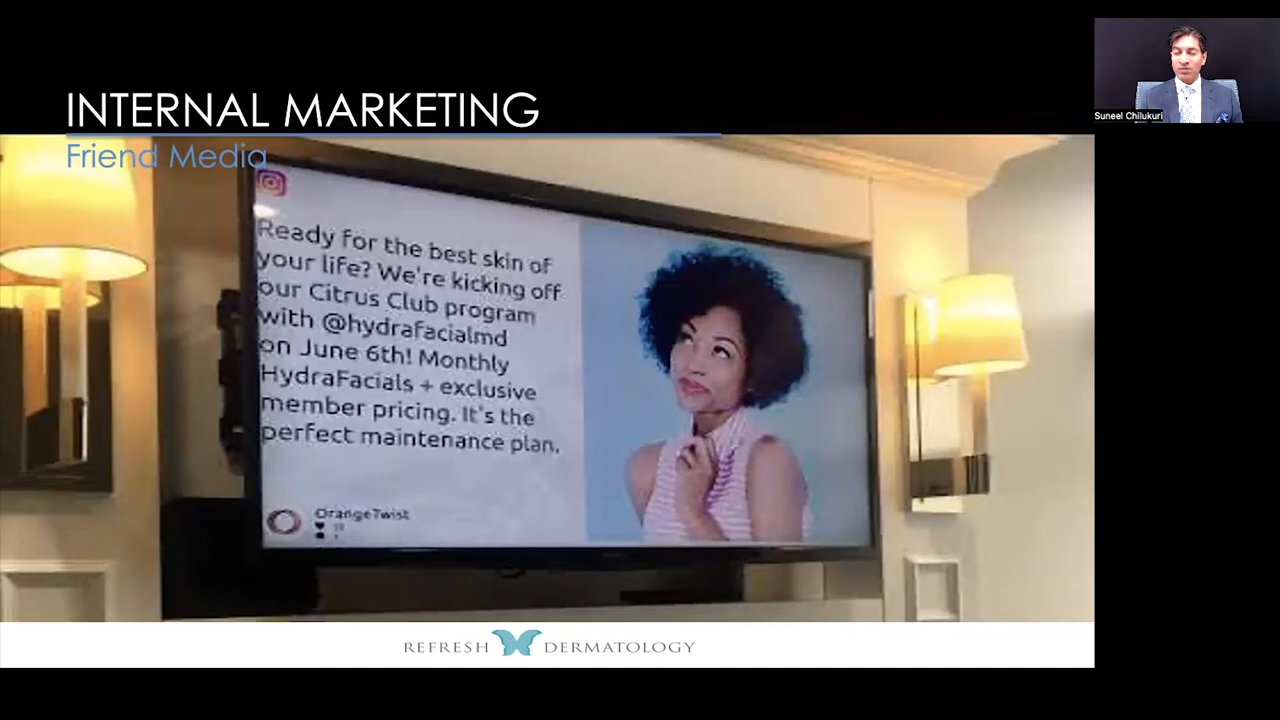 INTERNAL MARKETING
Friend Media
Suneel Chilukuri
Ready for the best skin of
your life? We're kicking off
our Citrus Club program
with @hydrafacialmd
on June 6th! Monthly
HydraFacials + exclusive
member pricing. It's the
perfect maintenance plan.
OrangeTwist
REFRESH DERMATOLOGY